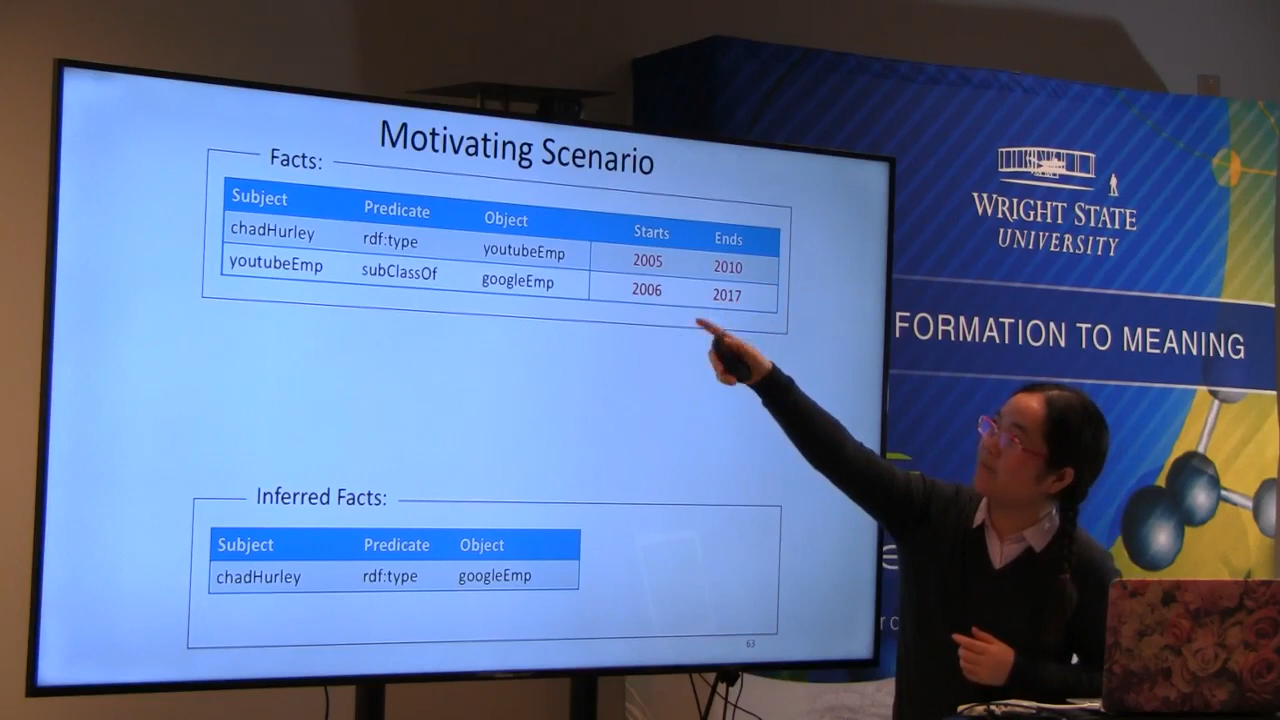 Motivating Scenario
Facts:
Subject Predicate Object Starts Ends
chadHurley rdf:type youtubeEmp 2005 2010
youtubeEmp subClassOf googleEmp 2006 2017
Inferred Facts:
Subject Predicate Object
chadHurley rdf:type googleEmp
63
WRIGHT STATE
UNIVERSITY
FORMATION TO MEANING